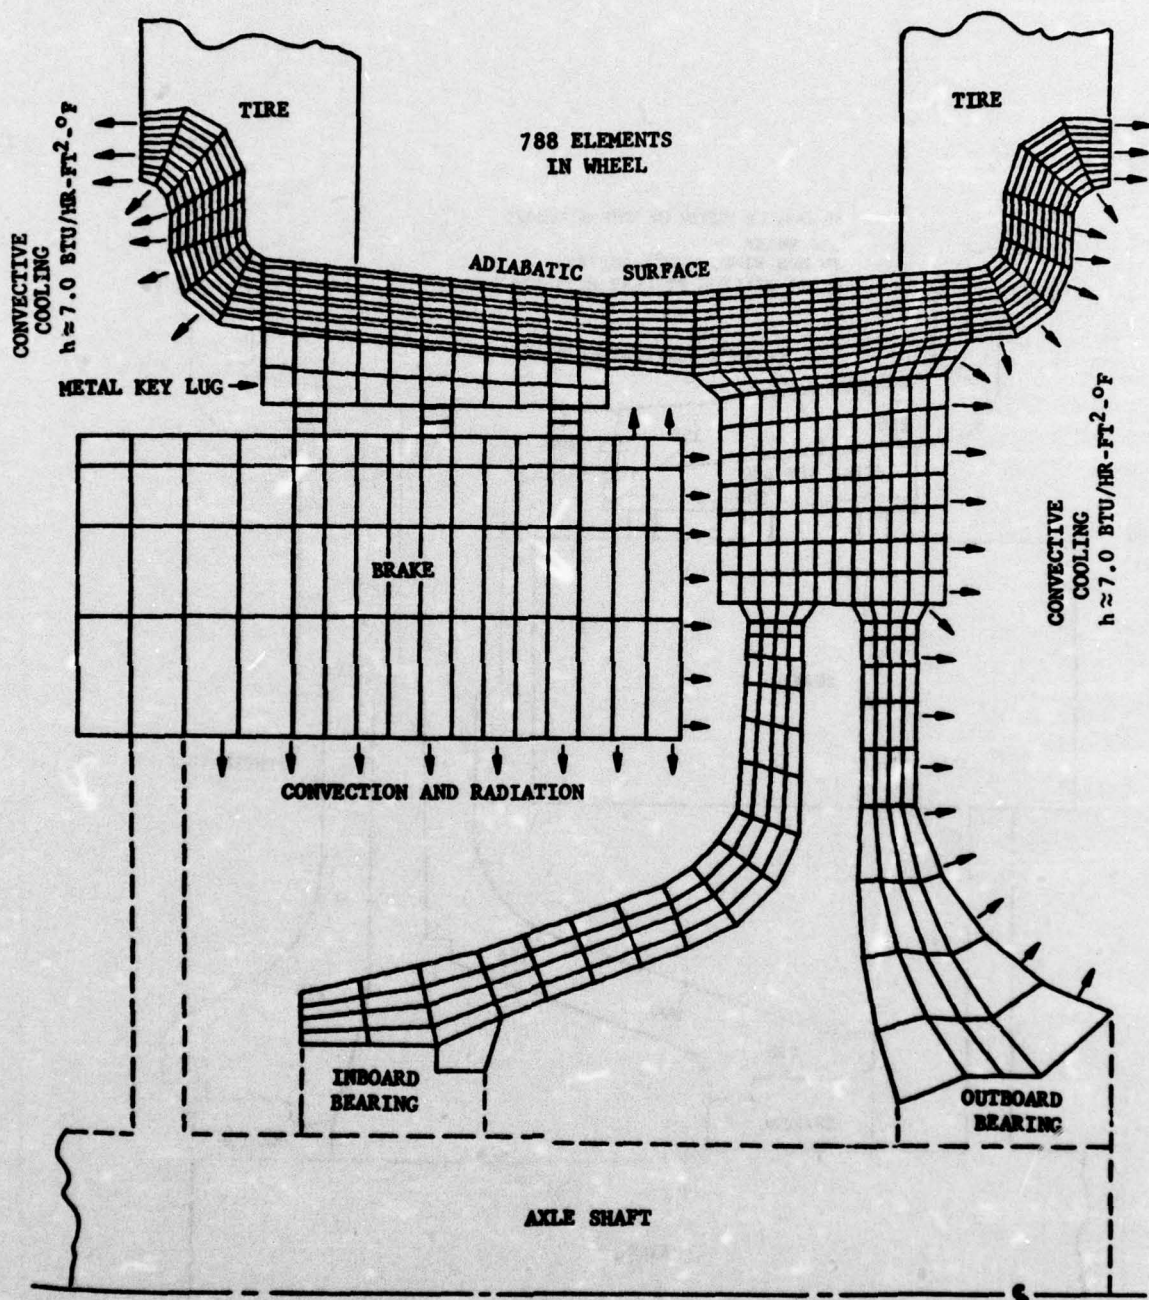 TIRE
TIRE
788 ELEMENTS
IN WHEEL
CONVECTIVE
COOLING
h ≈ 7.0 BTU/HR-FT²-°F
ADIABATIC SURFACE
METAL KEY LUG
BRAKE
CONVECTIVE
COOLING
h ≈ 7.0 BTU/HR-FT²-°F
CONVECTION AND RADIATION
INBOARD
BEARING
OUTBOARD
BEARING
AXLE SHAFT